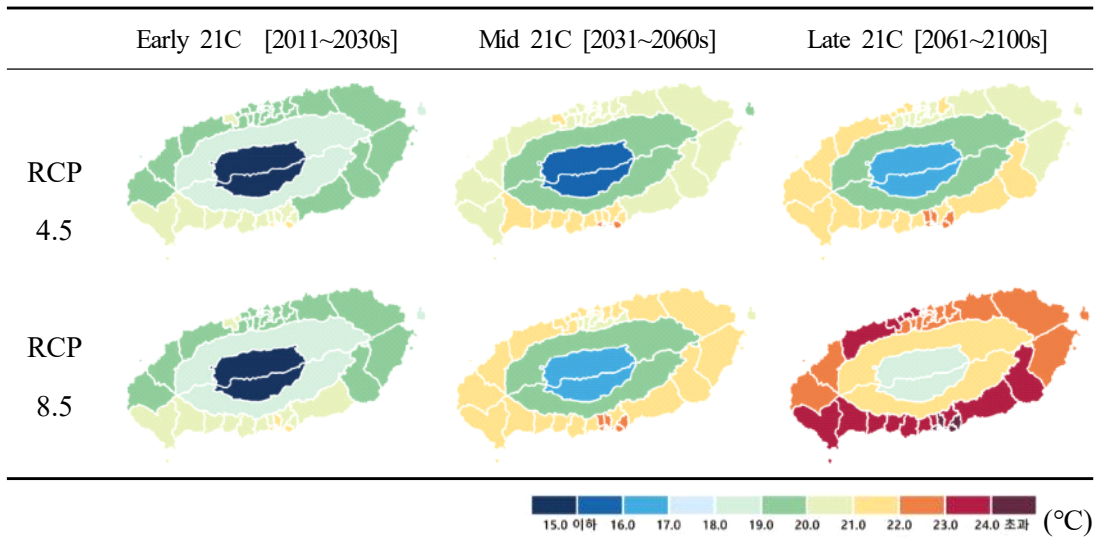 Early 21C [2011~2030s] Mid 21C [2031~2060s] Late 21C [2061~2100s]
RCP
4.5
RCP
8.5
15.0 이하 16.0 17.0 18.0 19.0 20.0 21.0 22.0 23.0 24.0 초과 (℃)